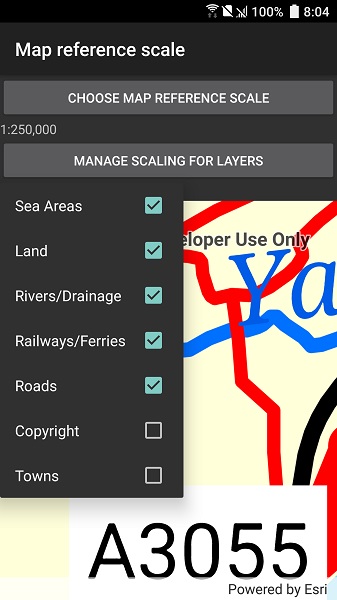 100% 8:04
Map reference scale
CHOOSE MAP REFERENCE SCALE
1:250,000
MANAGE SCALING FOR LAYERS
Sea Areas
Land
Rivers/Drainage
Railways/Ferries
Roads
Copyright
Towns
eloper Use Only
Ya
A3055
Powered by Esri